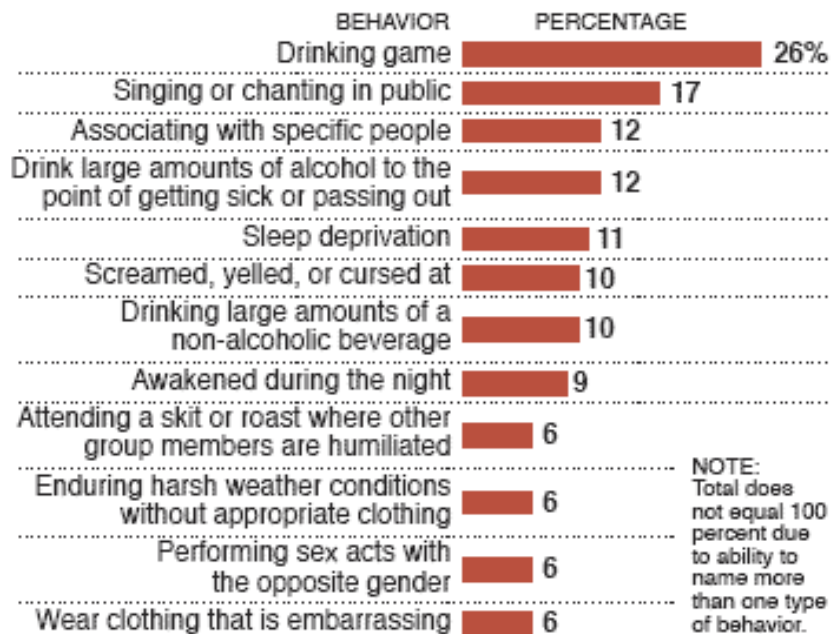 BEHAVIOR PERCENTAGE
Drinking game 26%
Singing or chanting in public 17
Associating with specific people 12
Drink large amounts of alcohol to the
point of getting sick or passing out 12
Sleep deprivation 11
Screamed, yelled, or cursed at 10
Drinking large amounts of a
non-alcoholic beverage 10
Awakened during the night 9
Attending a skit or roast where other
group members are humiliated 6
Enduring harsh weather conditions
without appropriate clothing 6
Performing sex acts with
the opposite gender 6
Wear clothing that is embarrassing 6
NOTE:
Total does
not equal 100
percent due
to ability to
name more
than one type
of behavior.